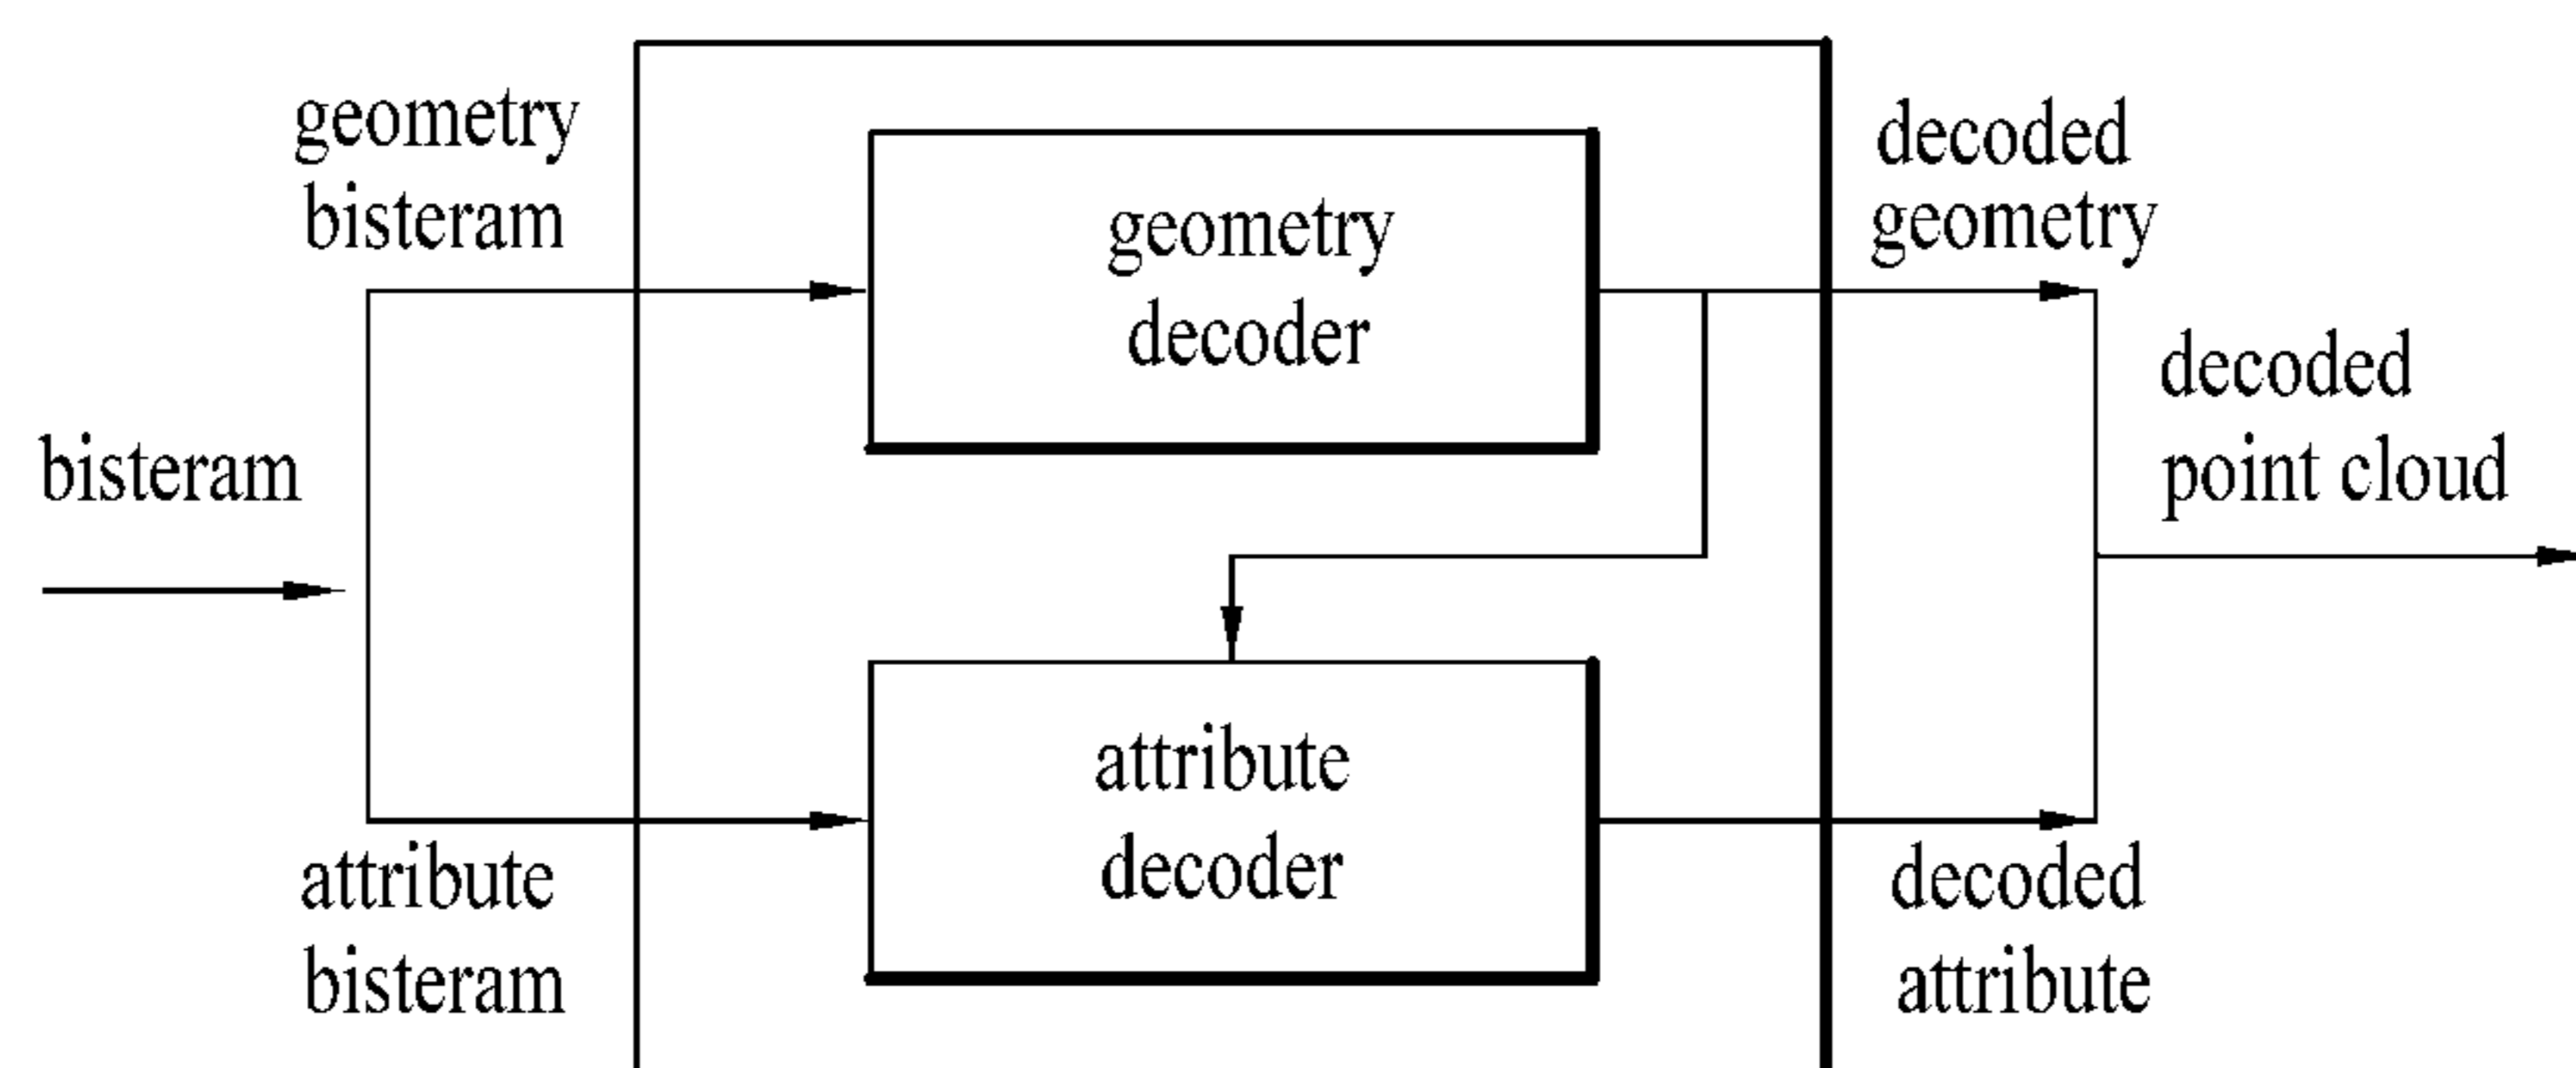 geometry
bisteram
bisteram
attribute
bisteram
geometry
decoder
attribute
decoder
decoded
geometry
decoded
point cloud
decoded
attribute